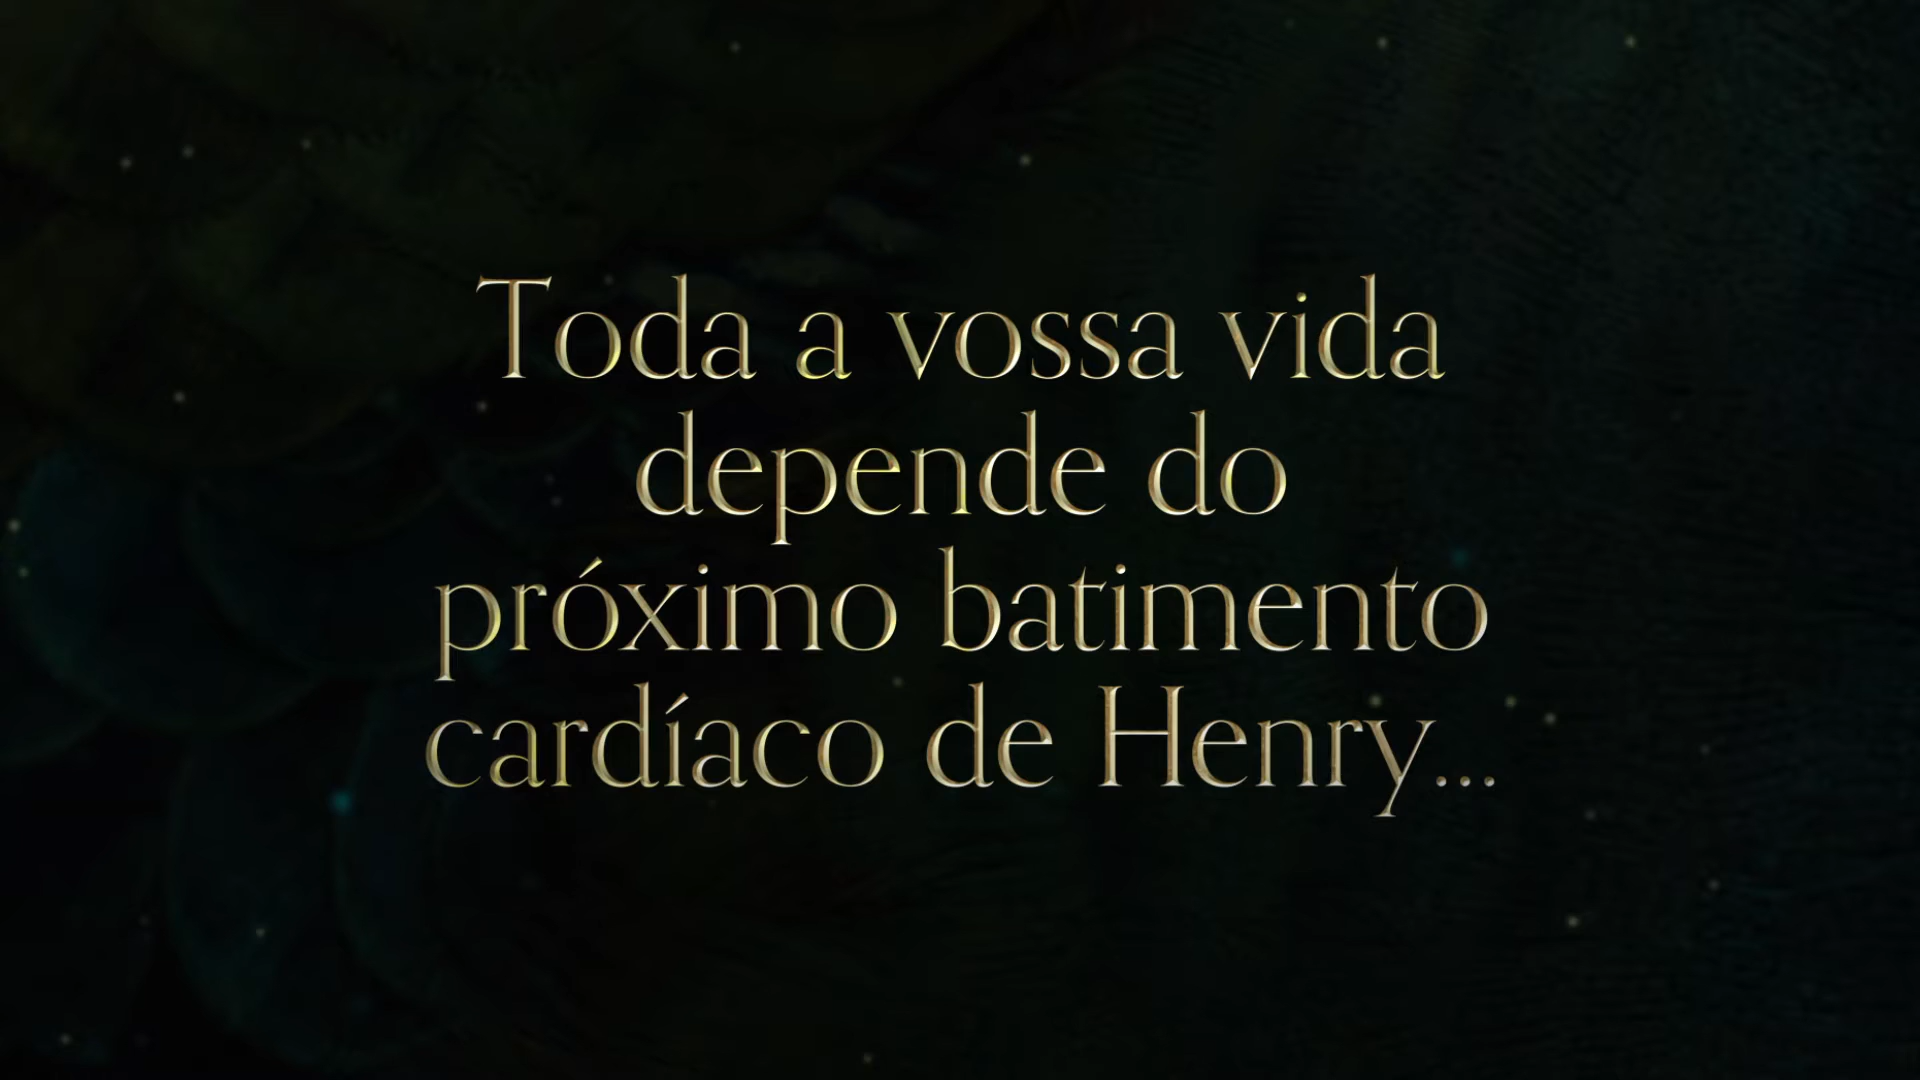 Toda a vossa vida
depende do
próximo batimento
cardíaco de Henry...